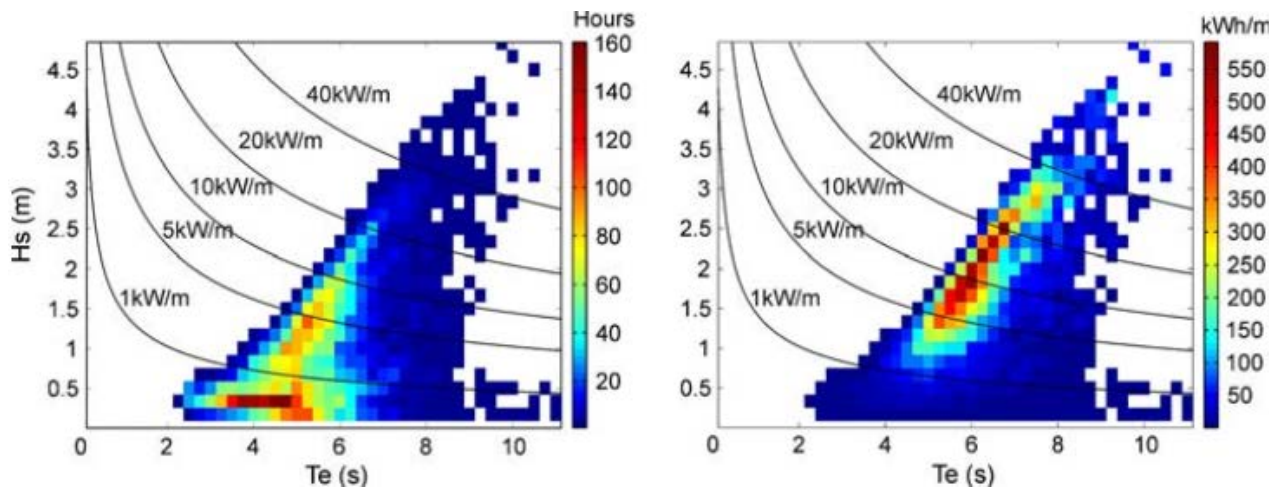 Hours
160
140
120
100
80
60
40
20
4.5
4
3.5
3
2.5
2
1.5
1
0.5
Hs (m)
40kW/m
20kW/m
10kW/m
5kW/m
1kW/m
0 2 4 6 8 10
Te (s)
kWh/m
550
500
450
400
350
300
250
200
150
100
50
4.5
4
3.5
3
2.5
2
1.5
1
0.5
40kW/m
20kW/m
10kW/m
5kW/m
1kW/m
0 2 4 6 8 10
Te (s)